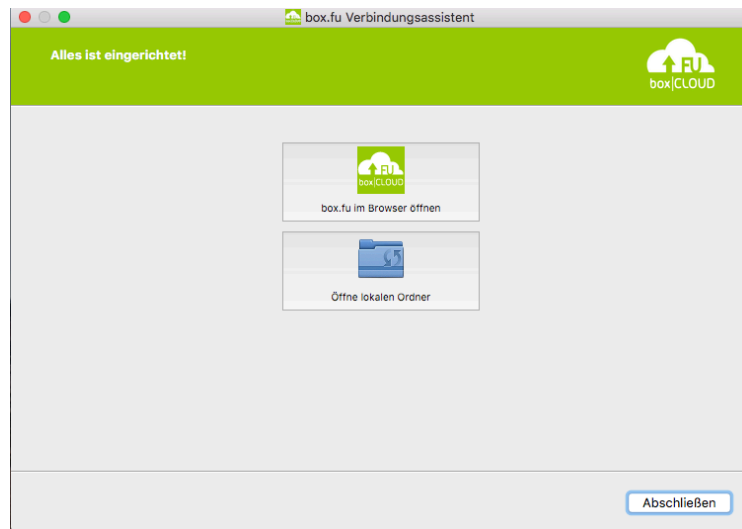 box.fu Verbindungsassistent
Alles ist eingerichtet!
FU
box|CLOUD
FU
box|CLOUD
box.fu im Browser öffnen
Öffne lokalen Ordner
Abschließen